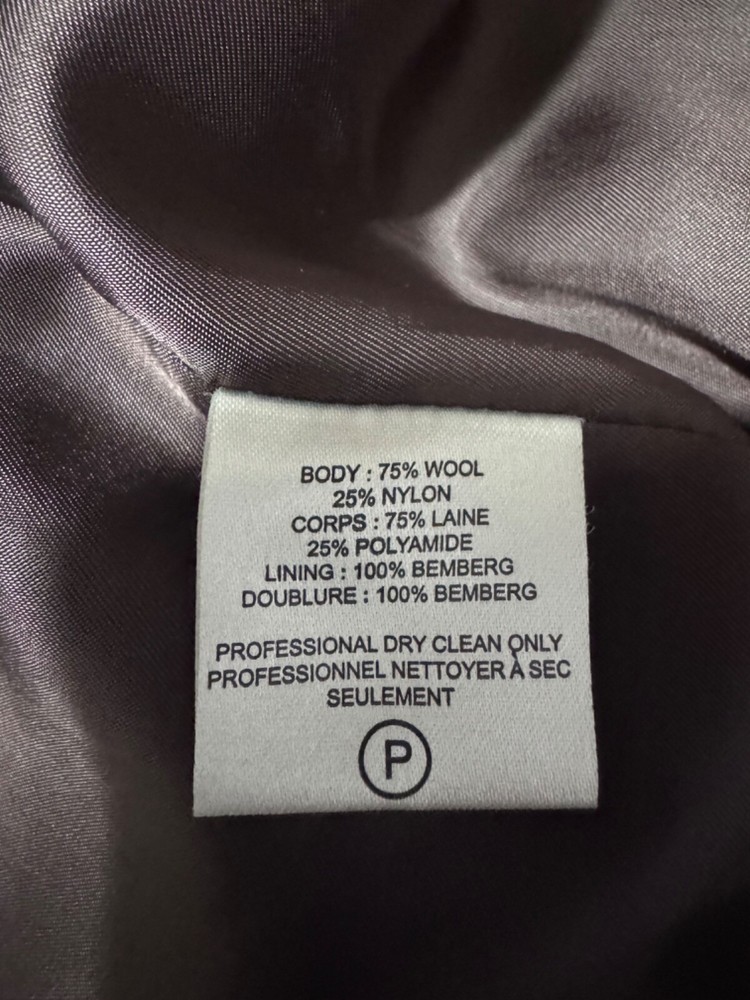 BODY : 75% WOOL
25% NYLON
CORPS : 75% LAINE
25% POLYAMIDE
LINING : 100% BEMBERG
DOUBLURE : 100% BEMBERG
PROFESSIONAL DRY CLEAN ONLY
PROFESSIONNEL NETTOYER À SEC
SEULEMENT
P